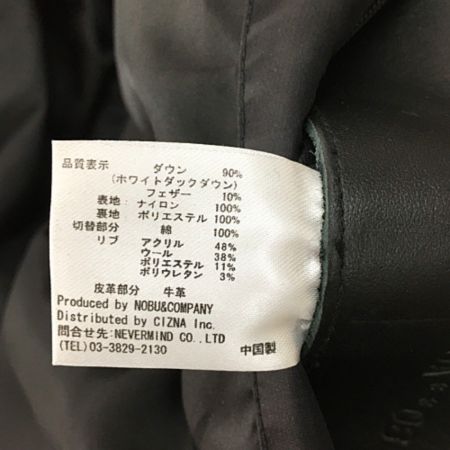 品質表示　ダウン　90%
(ホワイトダックダウン)
フェザー　10%
表地：ナイロン　100%
裏地　ポリエステル　100%
切替部分　綿　100%
リブ　アクリル　48%
ウール　38%
ポリエステル　11%
ポリウレタン　3%
皮革部分　牛革
Produced by NOBU&COMPANY
Distributed by CIZNA Inc.
問合せ先：NEVERMIND CO.,LTD
(TEL)03-3829-2130　中国製